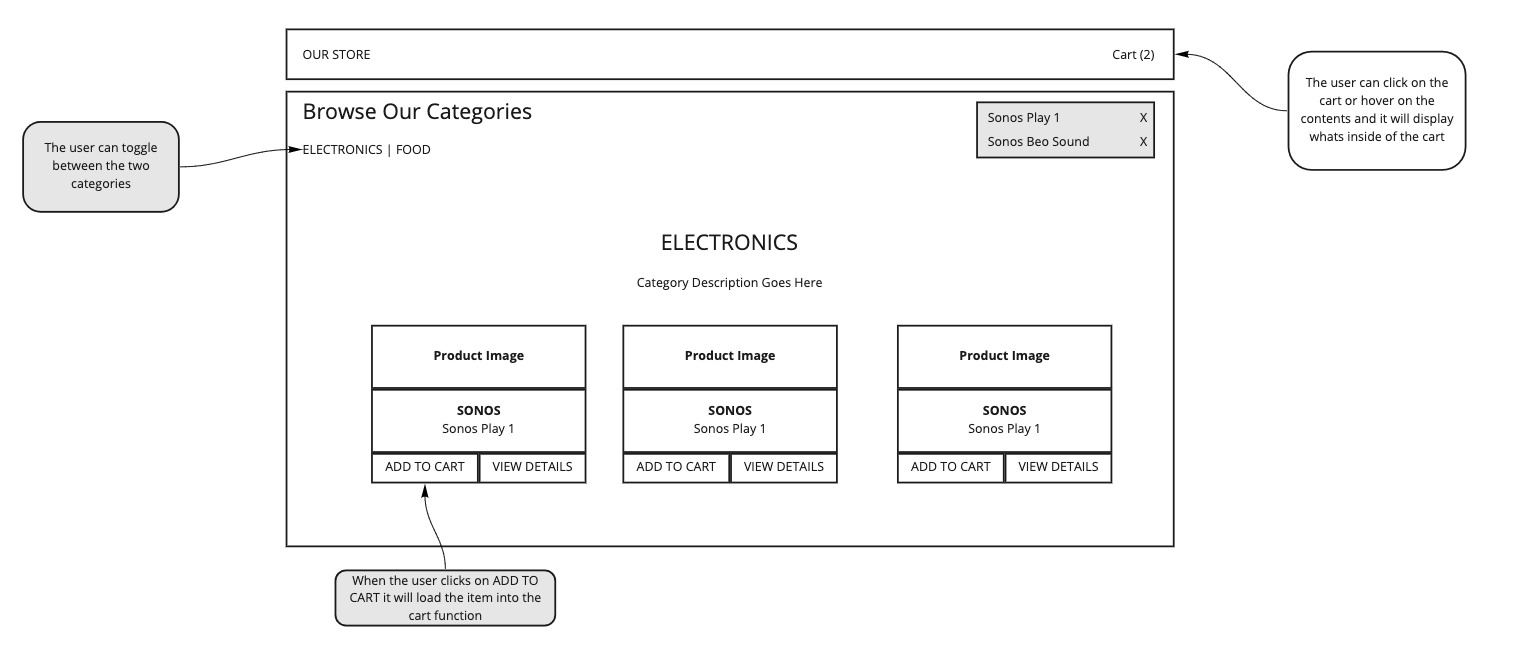 OUR STORE
Cart (2)
The user can click on the
cart or hover on the
contents and it will display
whats inside of the cart
Browse Our Categories
Sonos Play 1 X
Sonos Beo Sound X
The user can toggle
between the two
categories
ELECTRONICS | FOOD
ELECTRONICS
Category Description Goes Here
Product Image
SONOS
Sonos Play 1
ADD TO CART
VIEW DETAILS
Product Image
SONOS
Sonos Play 1
ADD TO CART
VIEW DETAILS
Product Image
SONOS
Sonos Play 1
ADD TO CART
VIEW DETAILS
When the user clicks on ADD TO
CART it will load the item into the
cart function